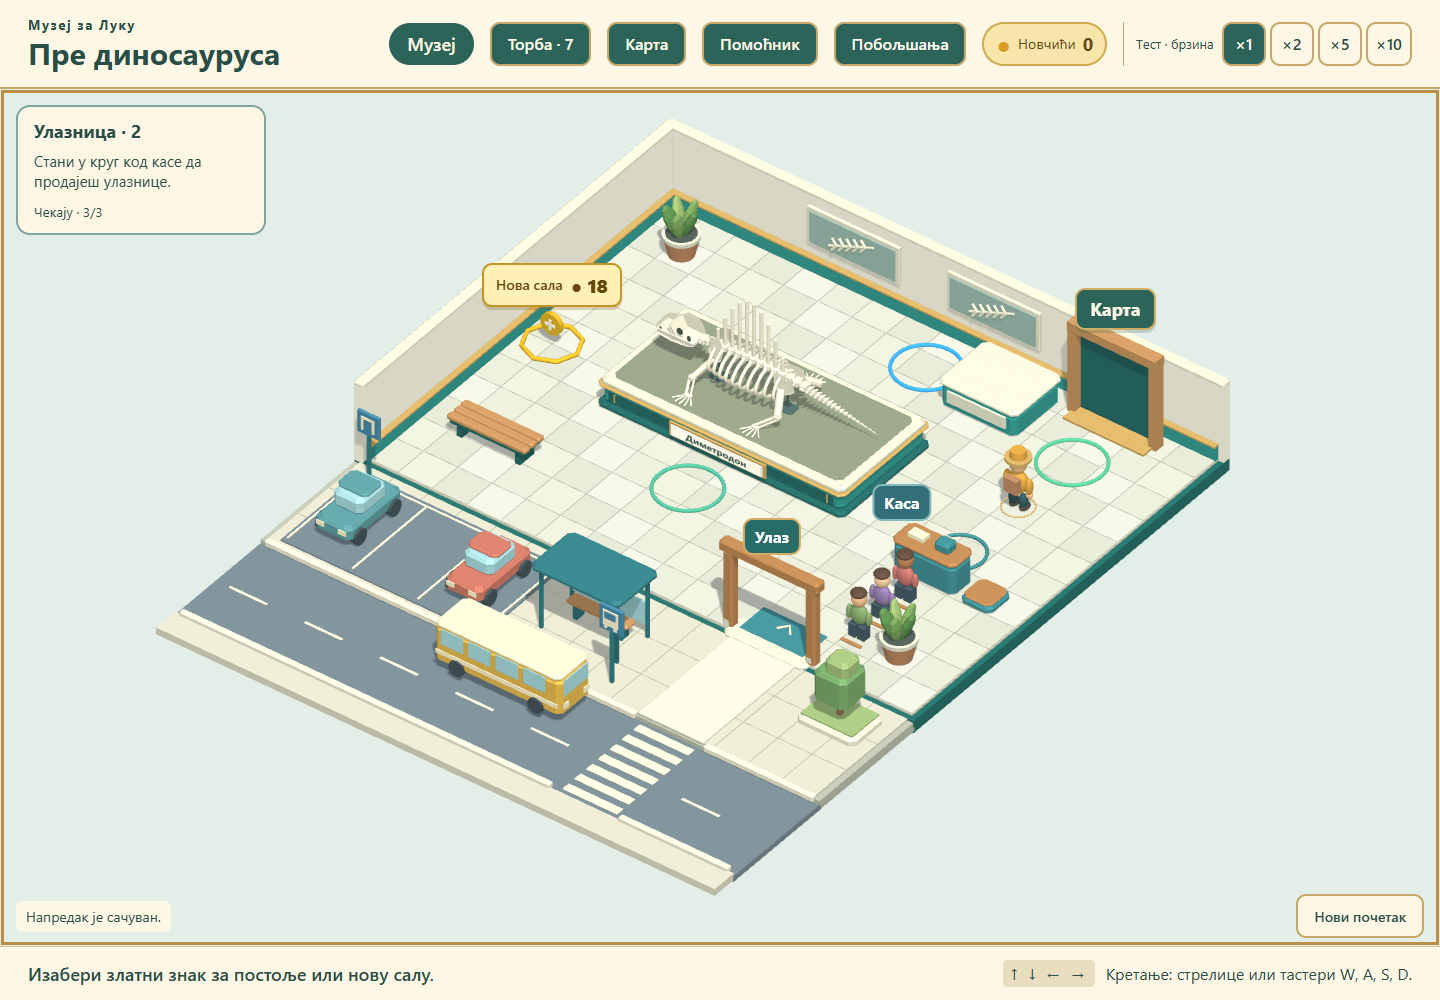 Музеј за Луку
Пре диносауруса
Музеј
Торба · 7
Карта
Помоћник
Побољшања
Новчићи 0
Тест · брзина
×1
×2
×5
×10
Улазница · 2
Стани у круг код касе да
продајеш улазнице.
Чекају · 3/3
Нова сала 18
Карта
Диметродон
Каса
Улаз
Напредак је сачуван.
Нови почетак
Изабери златни знак за постоље или нову салу.
↑ ↓ ← → Кретање: стрелице или тастери W, A, S, D.